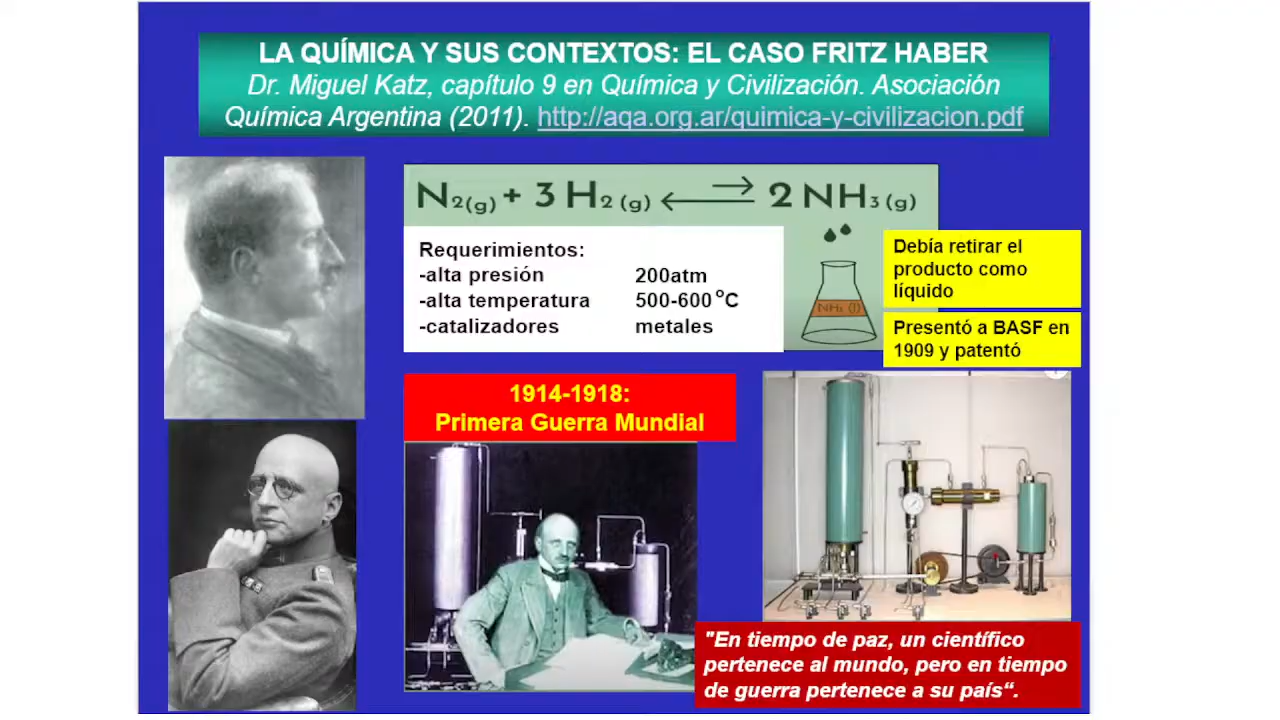 LA QUÍMICA Y SUS CONTEXTOS: EL CASO FRITZ HABER
Dr. Miguel Katz, capítulo 9 en Química y Civilización. Asociación
Química Argentina (2011). http://aqa.org.ar/quimica-y-civilizacion.pdf
N2(g) + 3 H2 (g) ⇄ 2 NH3 (g)
Requerimientos:
-alta presión 200atm
-alta temperatura 500-600 °C
-catalizadores metales
NH3 (l)
Debía retirar el
producto como
líquido
Presentó a BASF en
1909 y patentó
1914-1918:
Primera Guerra Mundial
"En tiempo de paz, un científico
pertenece al mundo, pero en tiempo
de guerra pertenece a su país“.